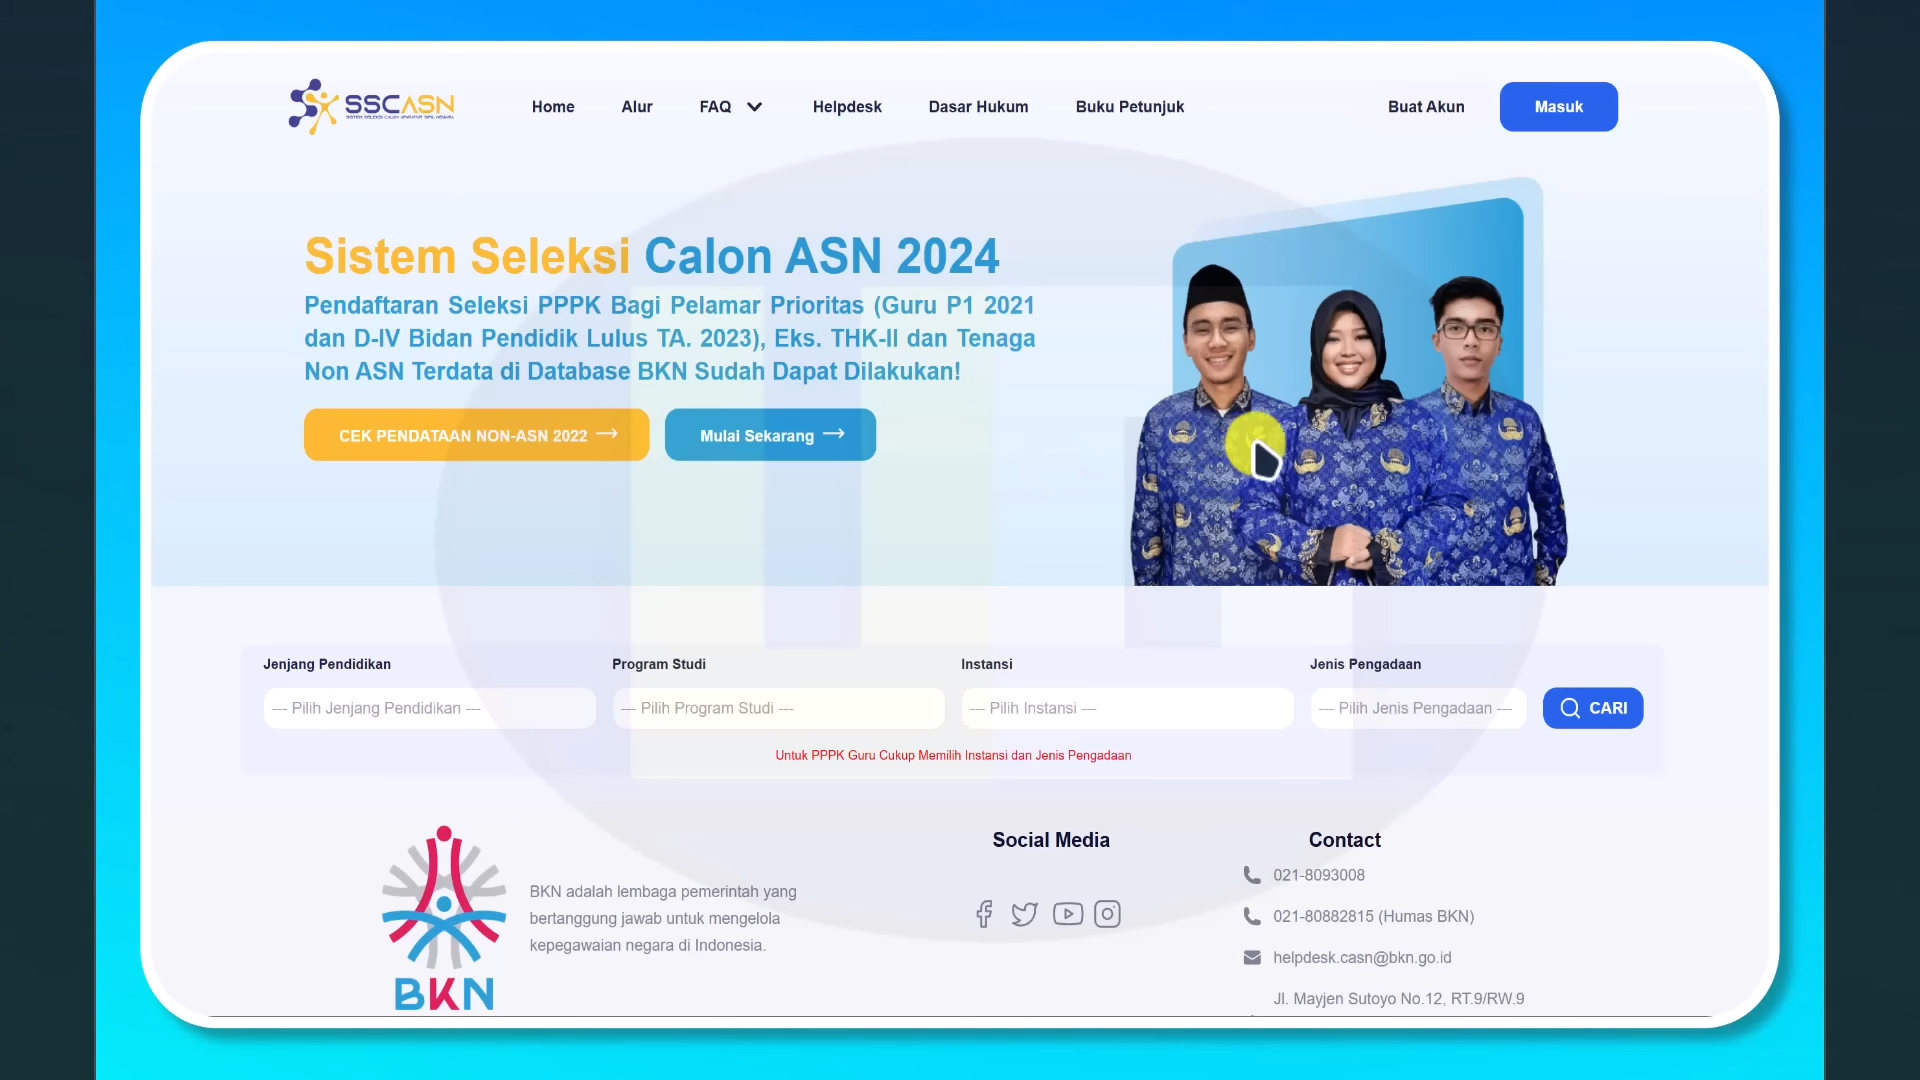 SSCASN
SISTEM SELEKSI CALON APARATUR SIPIL NEGARA
Home
Alur
FAQ
Helpdesk
Dasar Hukum
Buku Petunjuk
Buat Akun
Masuk
Sistem Seleksi Calon ASN 2024
Pendaftaran Seleksi PPPK Bagi Pelamar Prioritas (Guru P1 2021
dan D-IV Bidan Pendidik Lulus TA. 2023), Eks. THK-II dan Tenaga
Non ASN Terdata di Database BKN Sudah Dapat Dilakukan!
CEK PENDATAAN NON-ASN 2022
Mulai Sekarang
Jenjang Pendidikan
Program Studi
Instansi
Jenis Pengadaan
--- Pilih Jenjang Pendidikan ---
--- Pilih Program Studi ---
--- Pilih Instansi ---
--- Pilih Jenis Pengadaan ---
CARI
Untuk PPPK Guru Cukup Memilih Instansi dan Jenis Pengadaan
BKN
BKN adalah lembaga pemerintah yang
bertanggung jawab untuk mengelola
kepegawaian negara di Indonesia.
Social Media
Contact
021-8093008
021-80882815 (Humas BKN)
helpdesk.casn@bkn.go.id
Jl. Mayjen Sutoyo No.12, RT.9/RW.9